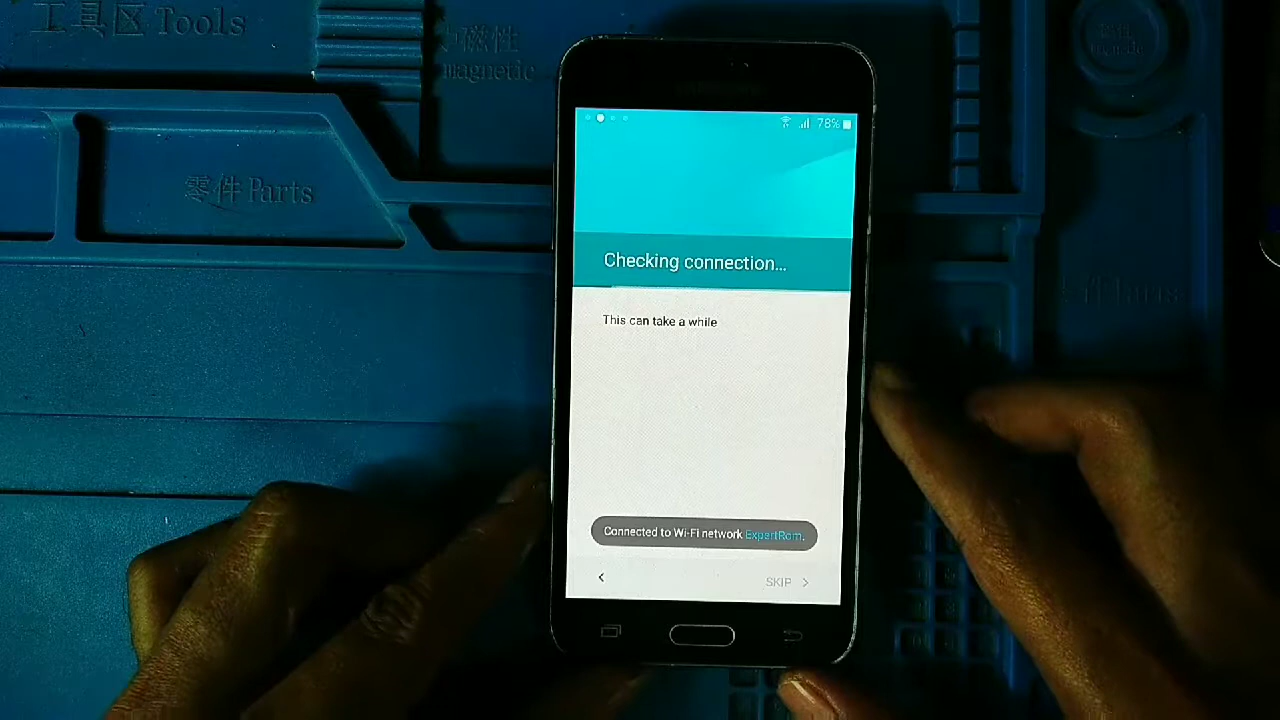 工具区 Tools
磁性
magnetic
零件 Parts
78%
Checking connection...
This can take a while
Connected to Wi-Fi network ExpertRom.
SKIP